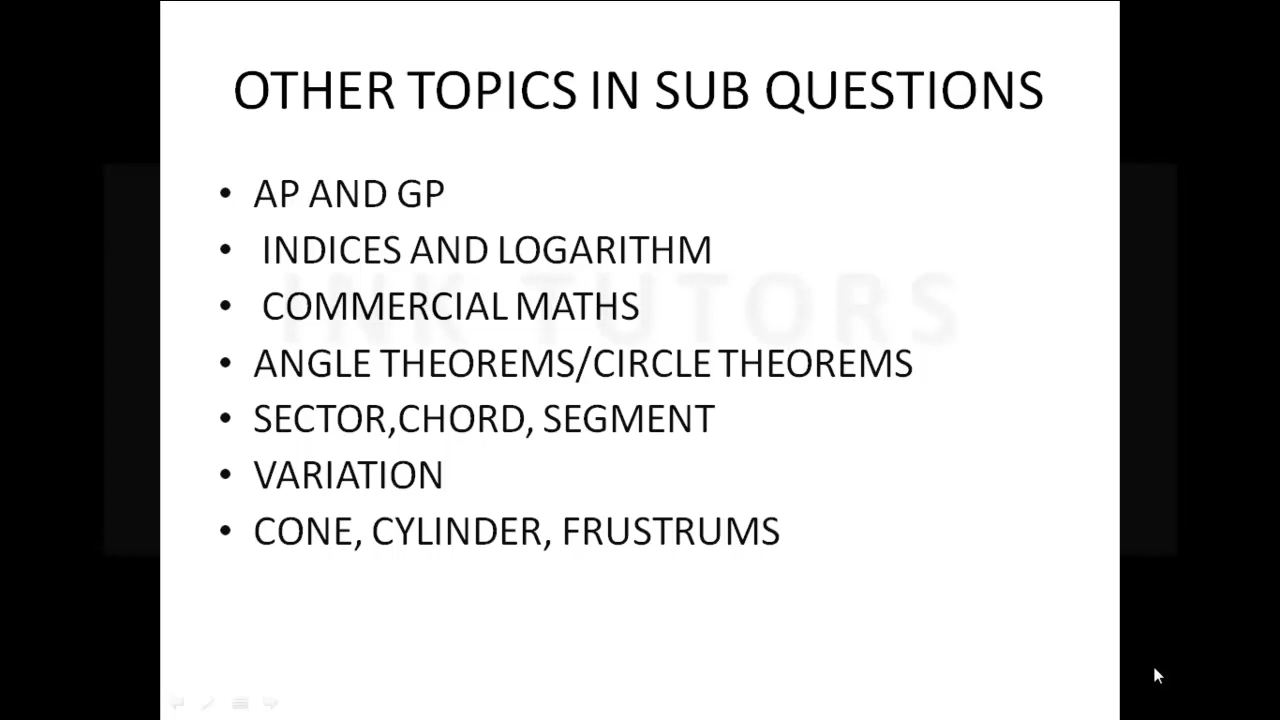 OTHER TOPICS IN SUB QUESTIONS
• AP AND GP
• INDICES AND LOGARITHM
• COMMERCIAL MATHS
INK TUTORS
• ANGLE THEOREMS/CIRCLE THEOREMS
• SECTOR,CHORD, SEGMENT
• VARIATION
• CONE, CYLINDER, FRUSTRUMS